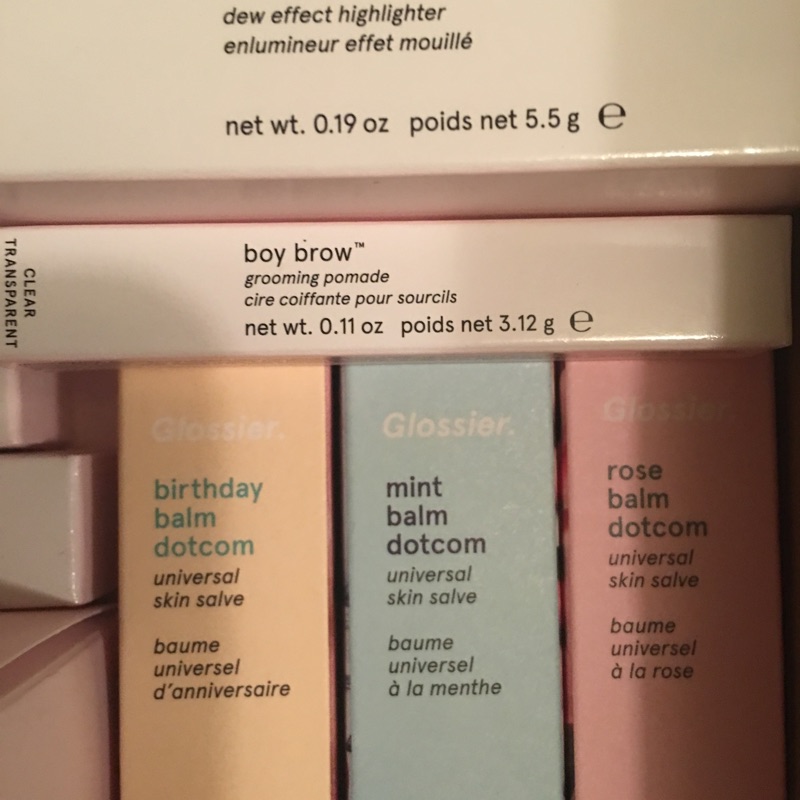 dew effect highlighter
enlumineur effet mouillé
net wt. 0.19 oz poids net 5.5 g ℮
CLEAR
TRANSPARENT
boy brow™
grooming pomade
cire coiffante pour sourcils
net wt. 0.11 oz poids net 3.12 g ℮
Glossier.
birthday
balm
dotcom
universal
skin salve
baume
universel
d'anniversaire
Glossier.
mint
balm
dotcom
universal
skin salve
baume
universel
à la menthe
Glossier.
rose
balm
dotcom
universal
skin salve
baume
universel
à la rose